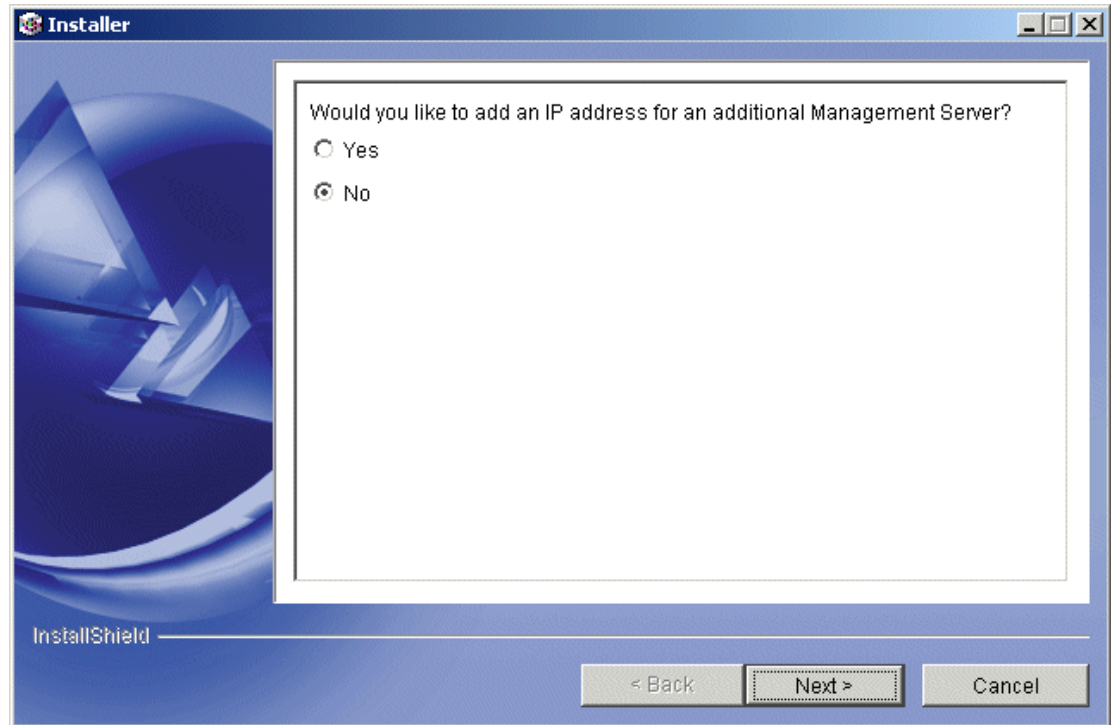 Installer
Would you like to add an IP address for an additional Management Server?
Yes
No
InstallShield
< Back
Next >
Cancel